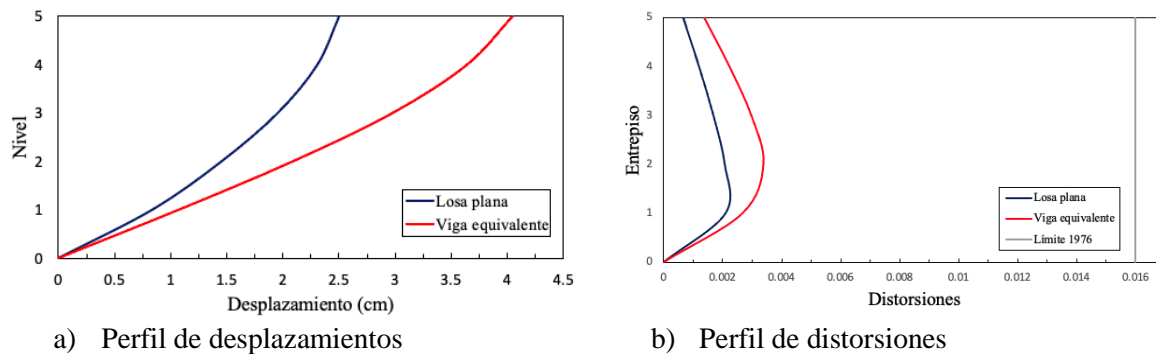 5
4
3
2
1
0
Nivel
Losa plana
Viga equivalente
0
0.5
1
1.5
2
2.5
3
3.5
4
4.5
Desplazamiento (cm)
a) Perfil de desplazamientos
5
4
3
2
1
0
Entrepiso
Losa plana
Viga equivalente
Límite 1976
0
0.002
0.004
0.006
0.008
0.01
0.012
0.014
0.016
Distorsiones
b) Perfil de distorsiones